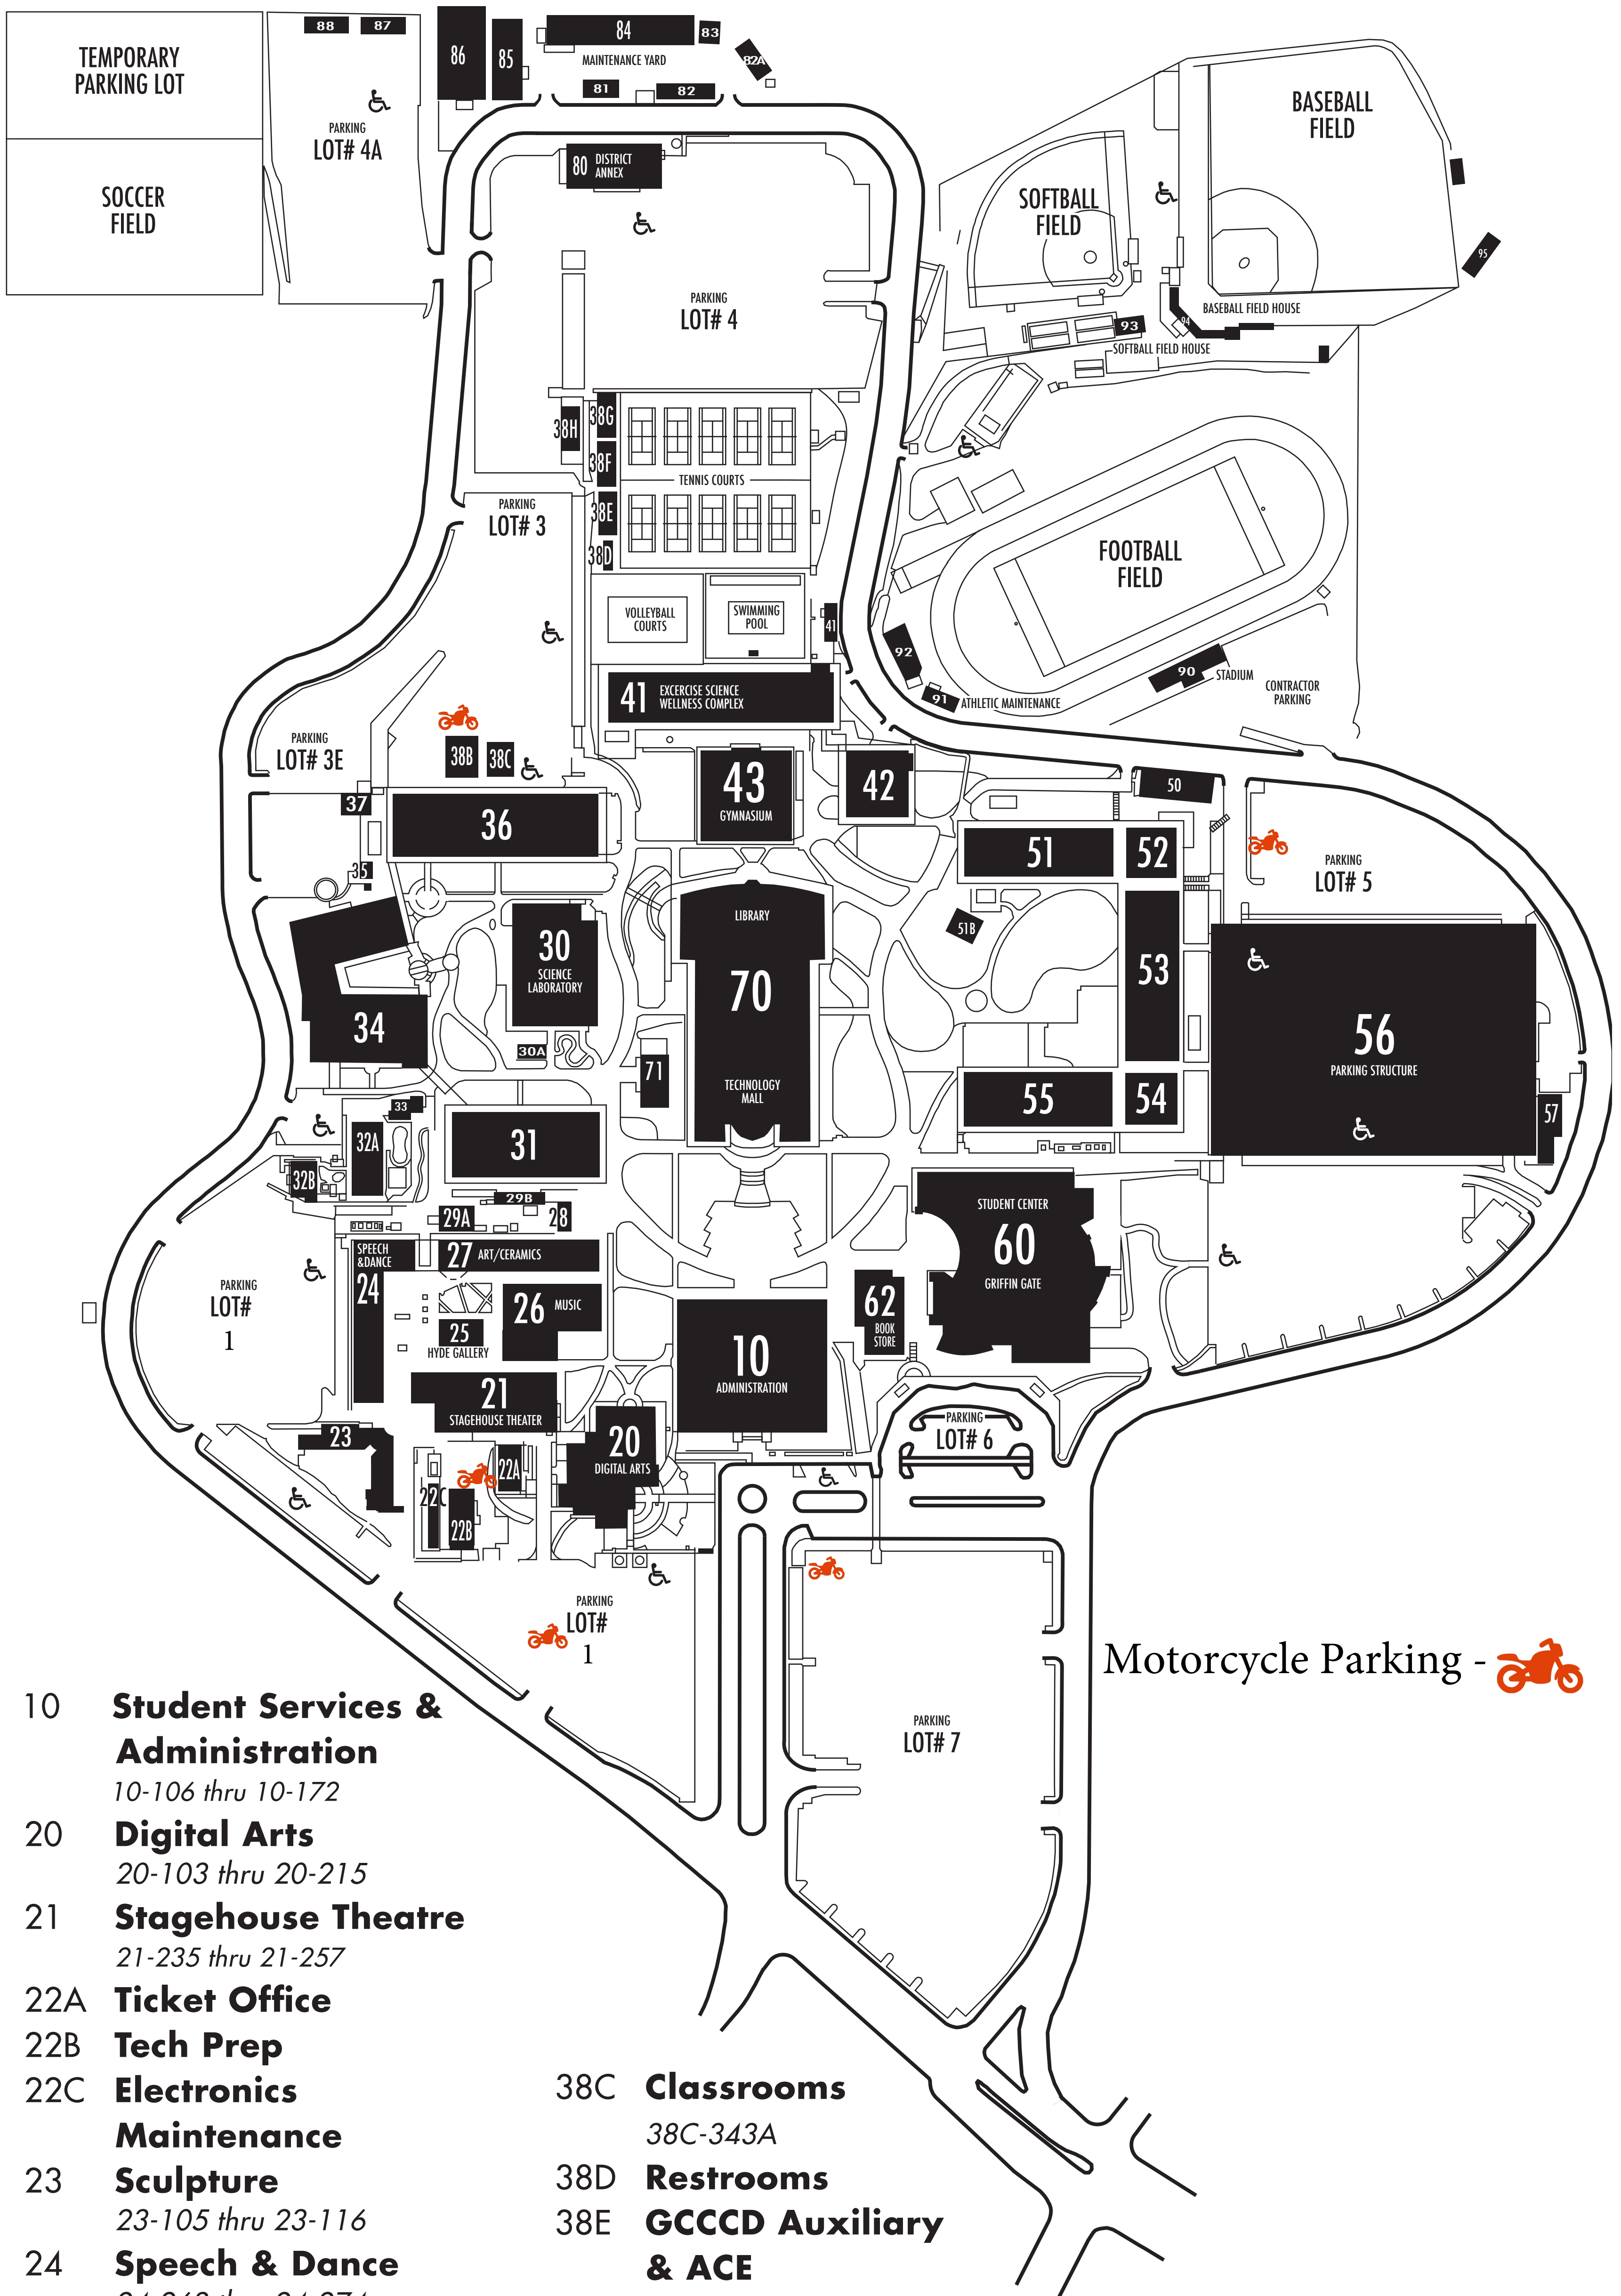 88
87
86
85
84
83
82A
MAINTENANCE YARD
81
82
TEMPORARY
PARKING LOT
SOCCER
FIELD
PARKING
LOT# 4A
80
DISTRICT
ANNEX
PARKING
LOT# 4
BASEBALL
FIELD
SOFTBALL
FIELD
95
BASEBALL FIELD HOUSE
94
93
SOFTBALL FIELD HOUSE
38H
38G
38F
38E
38D
TENNIS COURTS
PARKING
LOT# 3
FOOTBALL
FIELD
VOLLEYBALL
COURTS
SWIMMING
POOL
41
92
91
ATHLETIC MAINTENANCE
90
STADIUM
CONTRACTOR
PARKING
41
EXCERCISE SCIENCE
WELLNESS COMPLEX
PARKING
LOT# 3E
38B
38C
37
36
35
43
GYMNASIUM
42
50
51
52
51B
53
PARKING
LOT# 5
LIBRARY
70
TECHNOLOGY
MALL
71
30
SCIENCE
LABORATORY
30A
34
33
32A
32B
31
55
54
56
PARKING STRUCTURE
57
29B
29A
28
SPEECH
&DANCE
24
27
ART/CERAMICS
26
MUSIC
25
HYDE GALLERY
STUDENT CENTER
60
GRIFFIN GATE
62
BOOK
STORE
10
ADMINISTRATION
PARKING
LOT#
1
21
STAGEHOUSE THEATER
20
DIGITAL ARTS
23
22A
22C
22B
PARKING
LOT# 6
PARKING
LOT#
1
PARKING
LOT# 7
Motorcycle Parking -
10 Student Services &
Administration
10-106 thru 10-172
20 Digital Arts
20-103 thru 20-215
21 Stagehouse Theatre
21-235 thru 21-257
22A Ticket Office
22B Tech Prep
22C Electronics
Maintenance
23 Sculpture
23-105 thru 23-116
24 Speech & Dance
38C Classrooms
38C-343A
38D Restrooms
38E GCCCD Auxiliary
& ACE